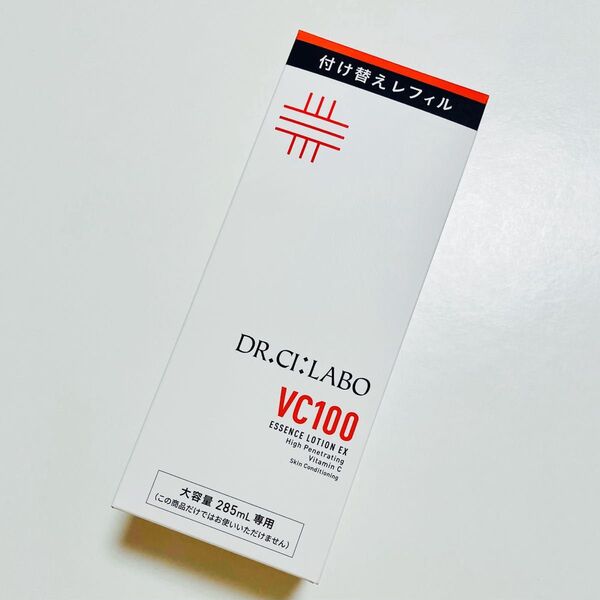 付け替えレフィル
DR.CI:LABO
VC100
ESSENCE LOTION EX
High Penetrating
Vitamin C
Skin Conditioning
大容量 285mL 専用
（この商品だけではお使いいただけません）